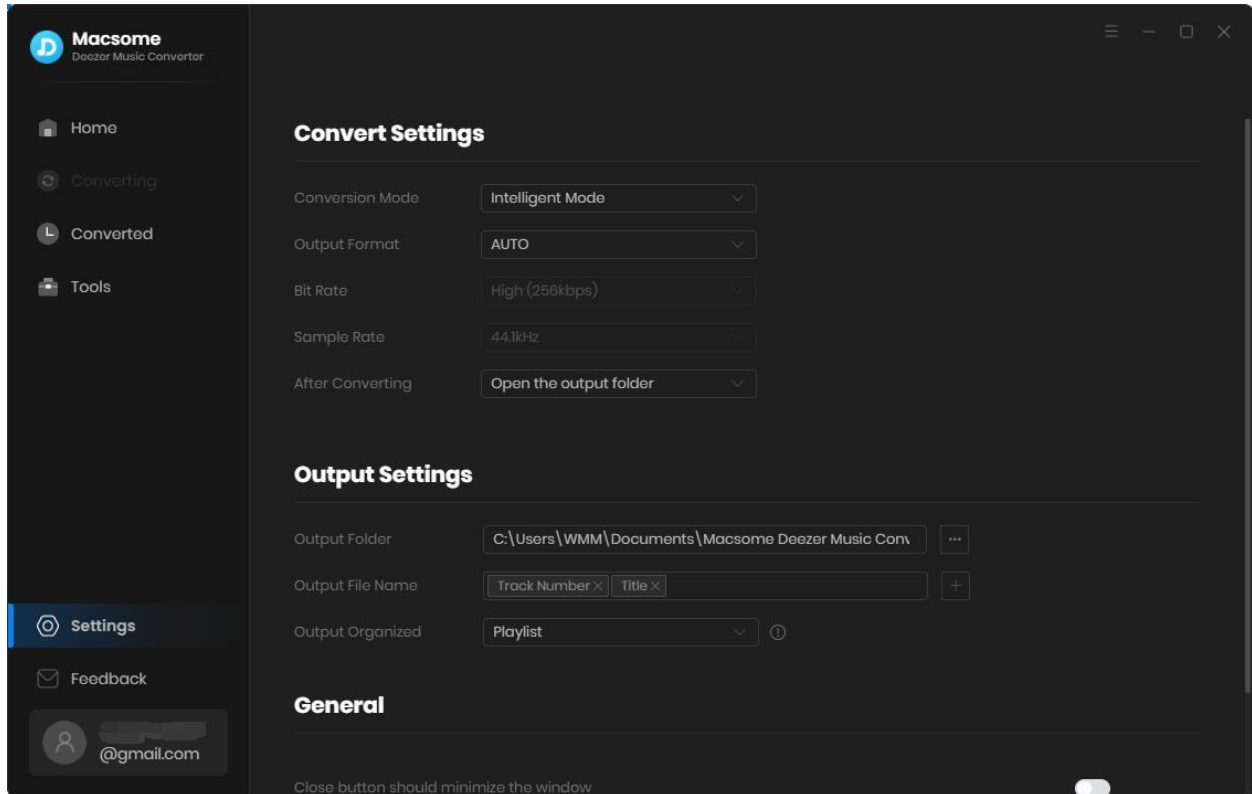 Macsome
Deezer Music Converter
Home
Converting
Converted
Tools
Settings
Feedback
@gmail.com
Convert Settings
Conversion Mode Intelligent Mode
Output Format AUTO
Bit Rate High (256kbps)
Sample Rate 44.1kHz
After Converting Open the output folder
Output Settings
Output Folder C:\Users\WMM\Documents\Macsome Deezer Music Conv
Output File Name Track Number × Title ×
Output Organized Playlist
General
Close button should minimize the window